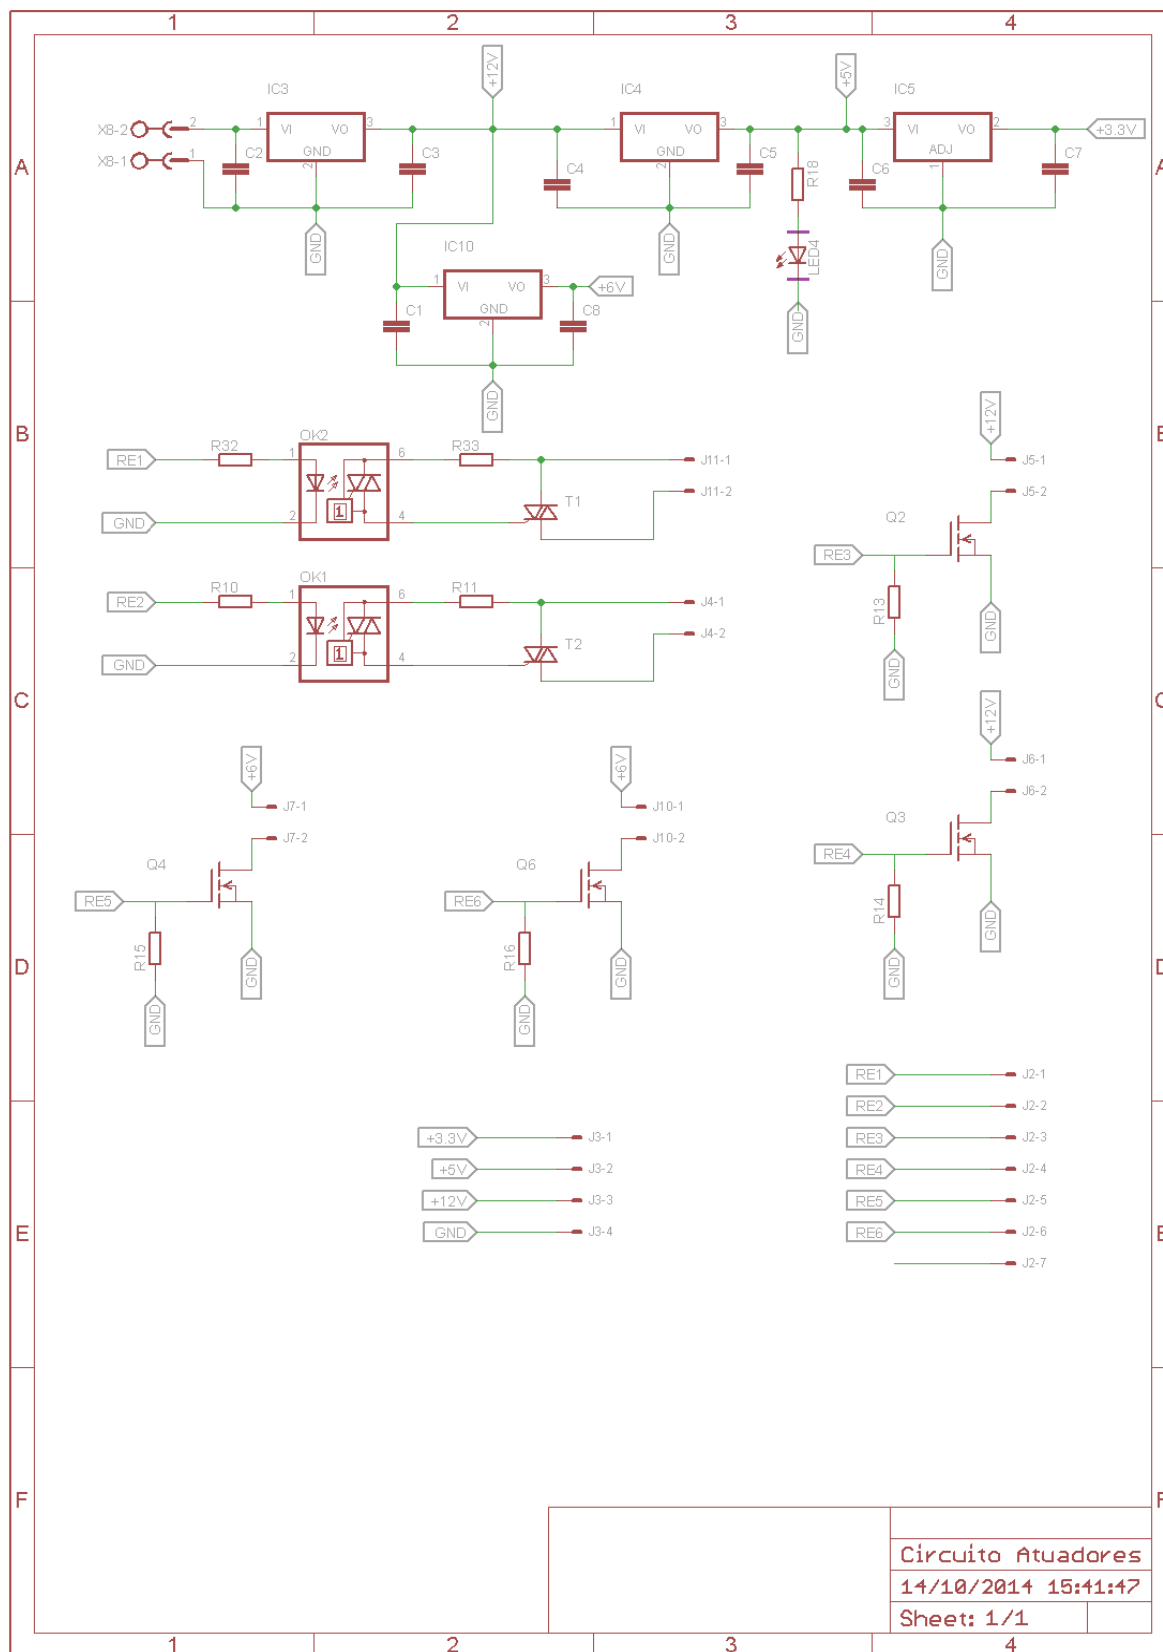 1 2 3 4
+12V +5V
IC3 IC4 IC5
X8-2 2 1 VI VO 3 1 VI VO 3 3 VI VO 2 +3.3V
GND GND ADJ
X8-1 1 C2 2 C3 C4 2 C5 R18 C6 1 C7
A A
GND IC10 GND LED4 GND
1 VI VO 3 +6V
GND
C1 2 C8 GND
GND +12V
B B
OK2
RE1 R32 1 6 R33 J11-1 J5-1
T1 J11-2 J5-2
1
GND 2 4 Q2
RE3
OK1
RE2 R10 1 6 R11 J4-1 R13 GND
T2 J4-2
1
GND 2 4 GND
C C
+12V
+6V +6V J6-1
J7-1 J10-1 J6-2
J7-2 J10-2 Q3
Q4 Q6 RE4
RE5 RE6 R14 GND
R15 GND R16 GND GND
D D
GND GND
RE1 J2-1
RE2 J2-2
+3.3V J3-1 RE3 J2-3
+5V J3-2 RE4 J2-4
+12V J3-3 RE5 J2-5
E GND J3-4 RE6 J2-6 E
J2-7
F F
Circuito Atuadores
14/10/2014 15:41:47
Sheet: 1/1
1 2 3 4